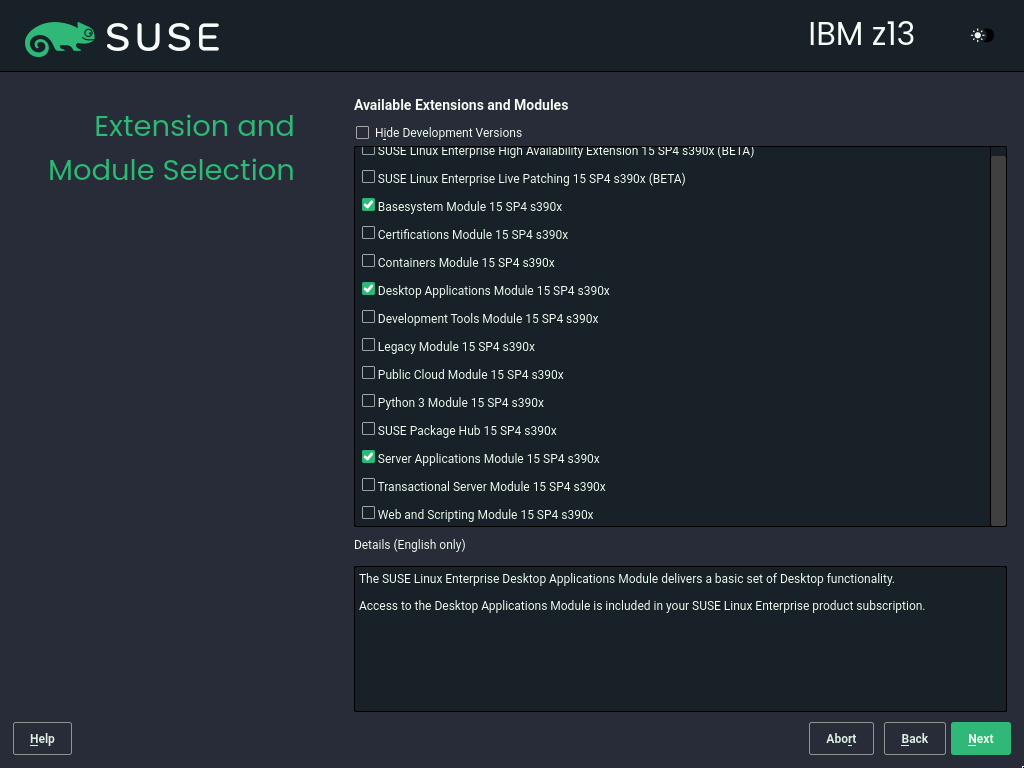 SUSE
IBM z13
Extension and
Module Selection
Available Extensions and Modules
Hide Development Versions
SUSE Linux Enterprise High Availability Extension 15 SP4 s390x (BETA)
SUSE Linux Enterprise Live Patching 15 SP4 s390x (BETA)
Basesystem Module 15 SP4 s390x
Certifications Module 15 SP4 s390x
Containers Module 15 SP4 s390x
Desktop Applications Module 15 SP4 s390x
Development Tools Module 15 SP4 s390x
Legacy Module 15 SP4 s390x
Public Cloud Module 15 SP4 s390x
Python 3 Module 15 SP4 s390x
SUSE Package Hub 15 SP4 s390x
Server Applications Module 15 SP4 s390x
Transactional Server Module 15 SP4 s390x
Web and Scripting Module 15 SP4 s390x
Details (English only)
The SUSE Linux Enterprise Desktop Applications Module delivers a basic set of Desktop functionality.
Access to the Desktop Applications Module is included in your SUSE Linux Enterprise product subscription.
Help
Abort
Back
Next